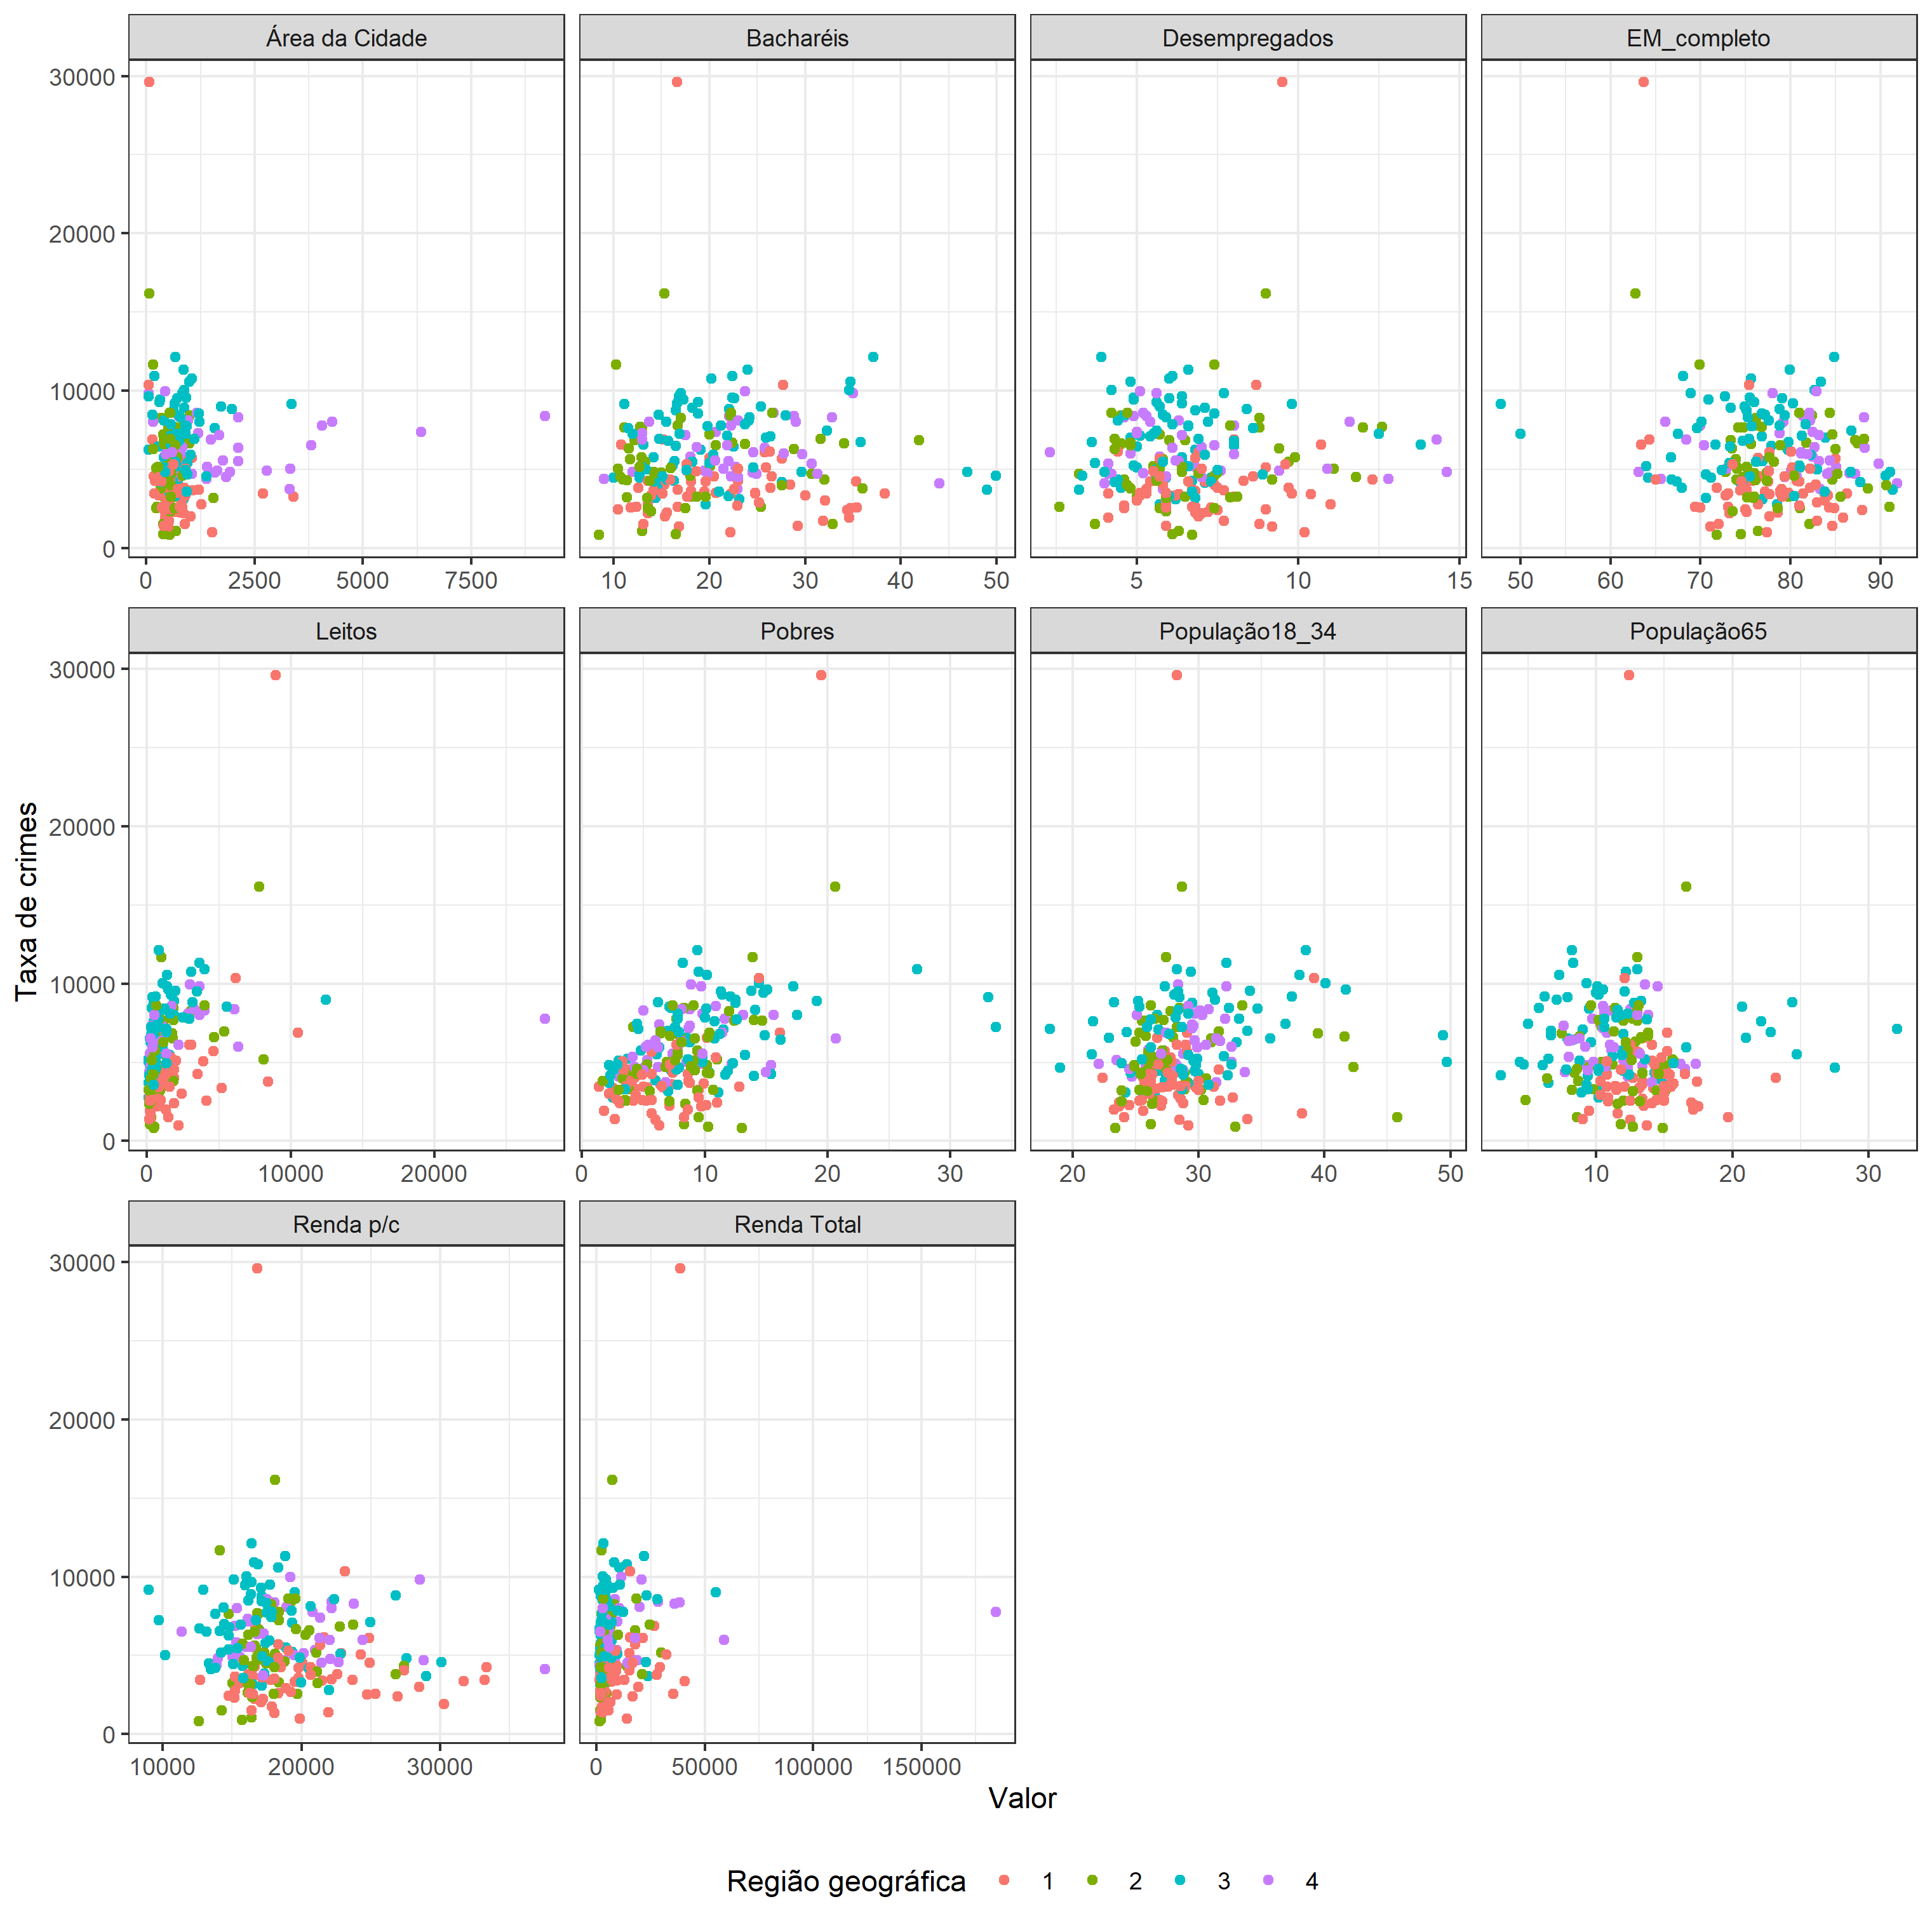 Área da Cidade Bacharéis Desempregados EM_completo
30000
20000
10000
0
0 2500 5000 7500 10 20 30 40 50 5 10 15 50 60 70 80 90
Leitos Pobres População18_34 População65
30000
20000
10000
0
0 10000 20000 0 10 20 30 20 30 40 50 10 20 30
Renda p/c Renda Total
30000
20000
10000
0
10000 20000 30000 0 50000 100000 150000
Taxa de crimes
Valor
Região geográfica 1 2 3 4